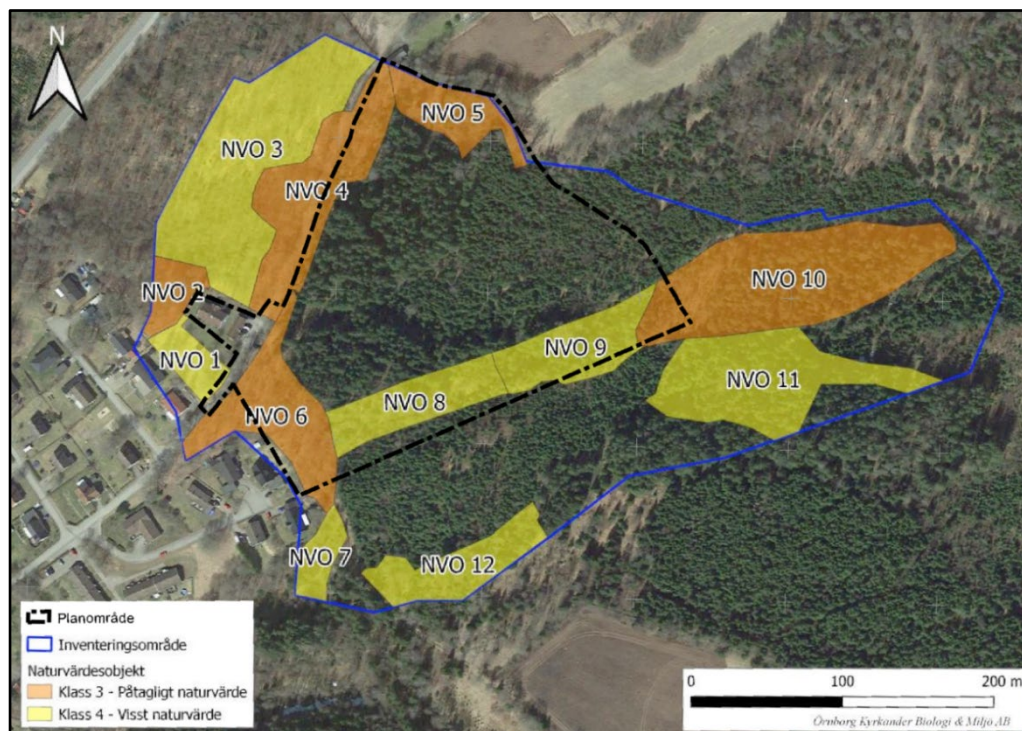 N
NVO 5
NVO 3
NVO 4
NVO 2
NVO 10
NVO 1
NVO 9
NVO 11
NVO 8
NVO 6
NVO 7
NVO 12
Planområde
Inventeringsområde
Naturvärdesobjekt
Klass 3 - Påtagligt naturvärde
Klass 4 - Visst naturvärde
0 100 200 m
Örnborg Kyrkander Biologi & Miljö AB